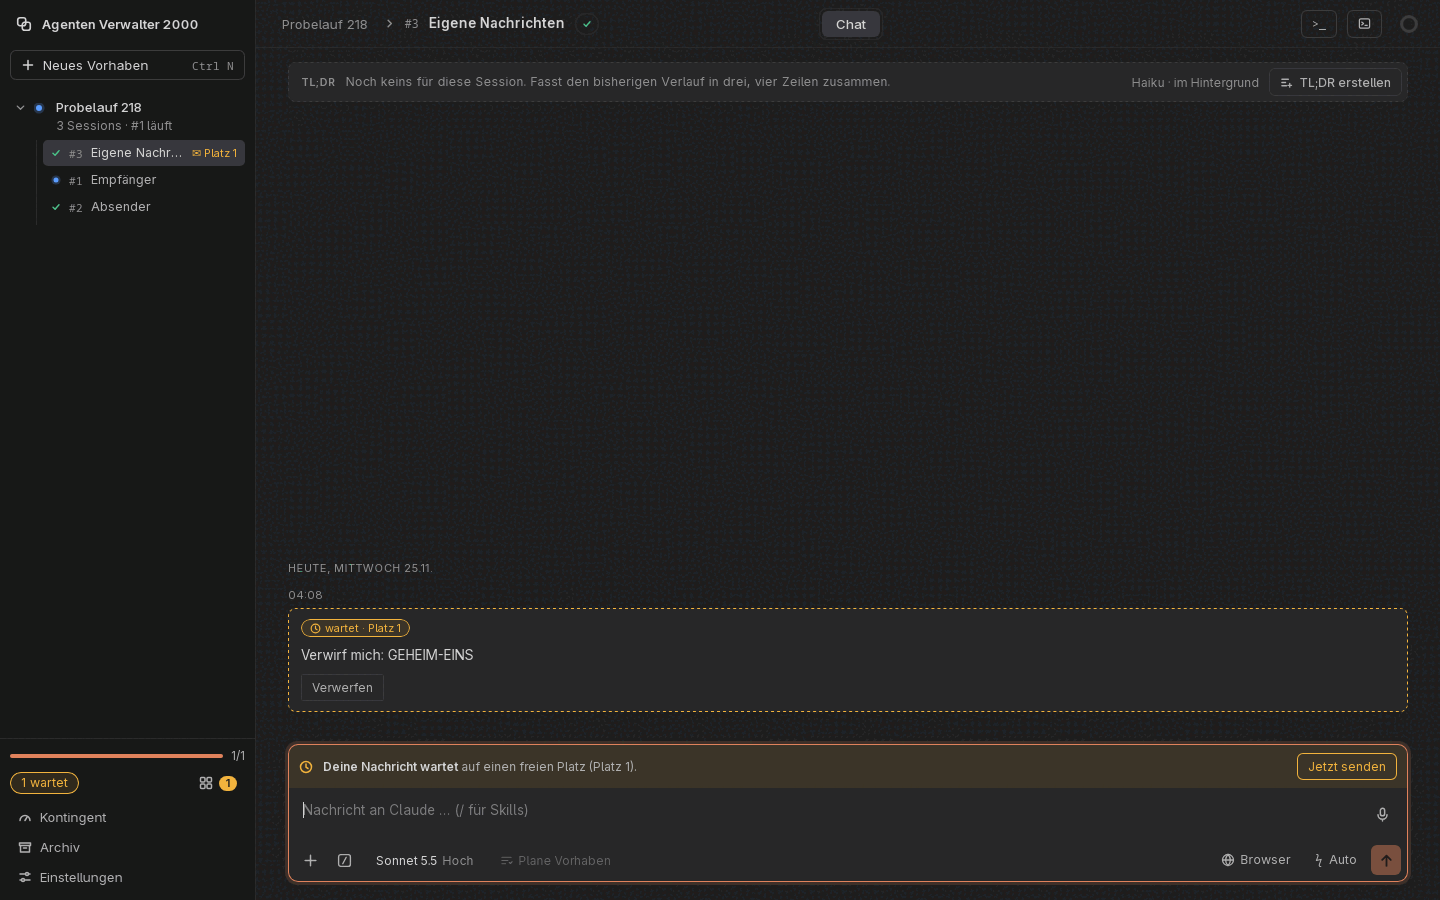 Agenten Verwalter 2000
Neues Vorhaben Ctrl N
Probelauf 218
3 Sessions · #1 läuft
#3 Eigene Nachr… ✉ Platz 1
#1 Empfänger
#2 Absender
1/1
1 wartet 1
Kontingent
Archiv
Einstellungen
Probelauf 218 > #3 Eigene Nachrichten
Chat
>_
TL;DR Noch keins für diese Session. Fasst den bisherigen Verlauf in drei, vier Zeilen zusammen. Haiku · im Hintergrund TL;DR erstellen
HEUTE, MITTWOCH 25.11.
04:08
wartet · Platz 1
Verwirf mich: GEHEIM-EINS
Verwerfen
Deine Nachricht wartet auf einen freien Platz (Platz 1). Jetzt senden
Nachricht an Claude … (/ für Skills)
Sonnet 5.5 Hoch Plane Vorhaben Browser Auto